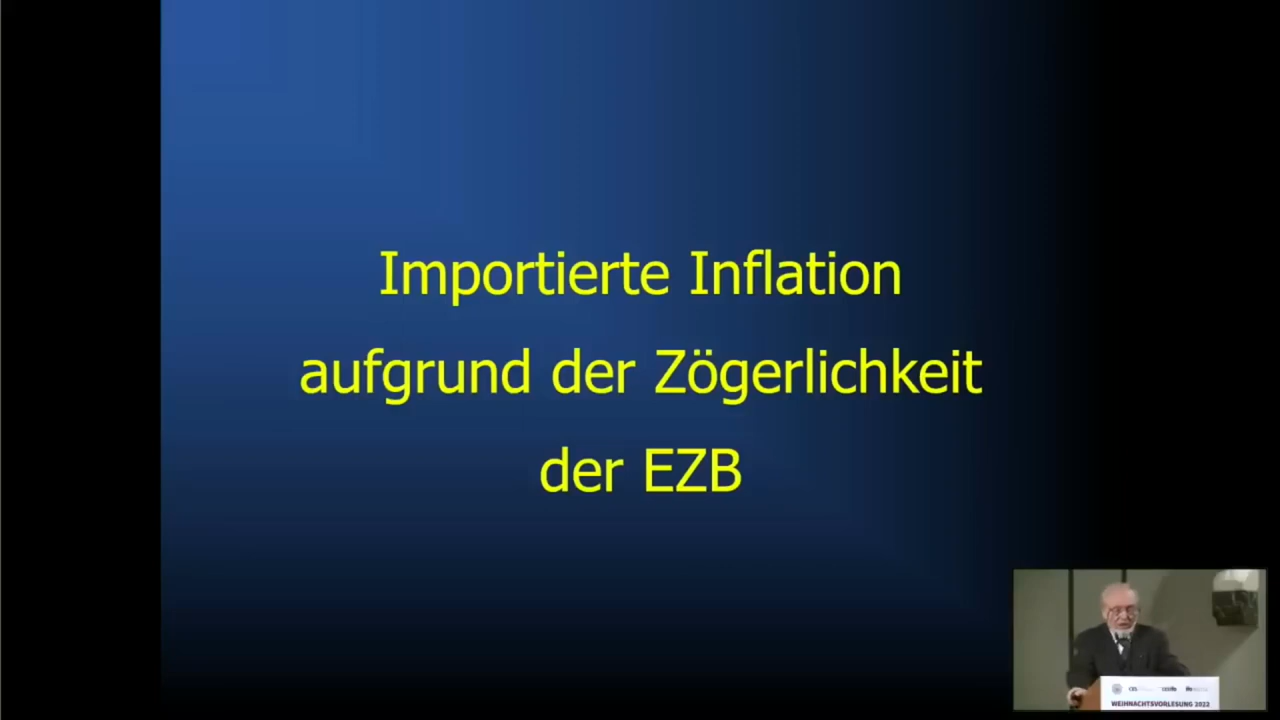 Importierte Inflation
aufgrund der Zögerlichkeit
der EZB
WEIHNACHTSVORLESUNG 2022